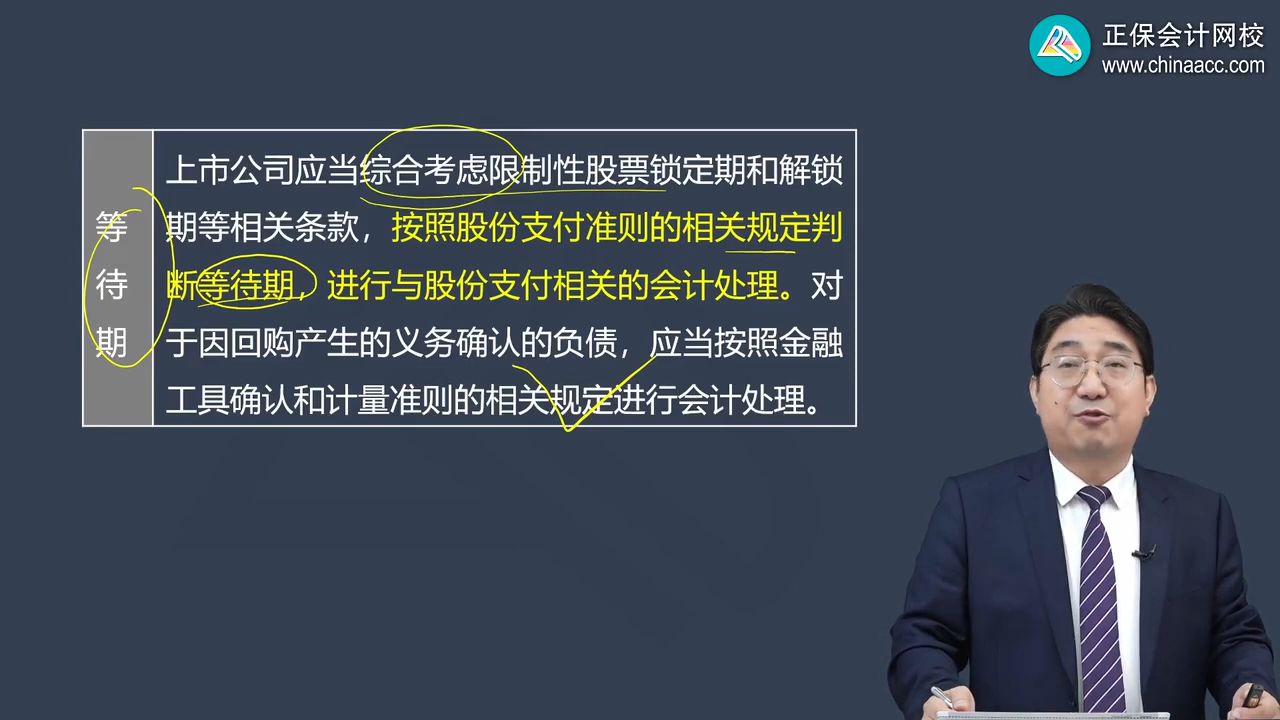 正保会计网校
www.chinaacc.com
等待期
上市公司应当综合考虑限制性股票锁定期和解锁
期等相关条款，按照股份支付准则的相关规定判
断等待期，进行与股份支付相关的会计处理。对
于因回购产生的义务确认的负债，应当按照金融
工具确认和计量准则的相关规定进行会计处理。